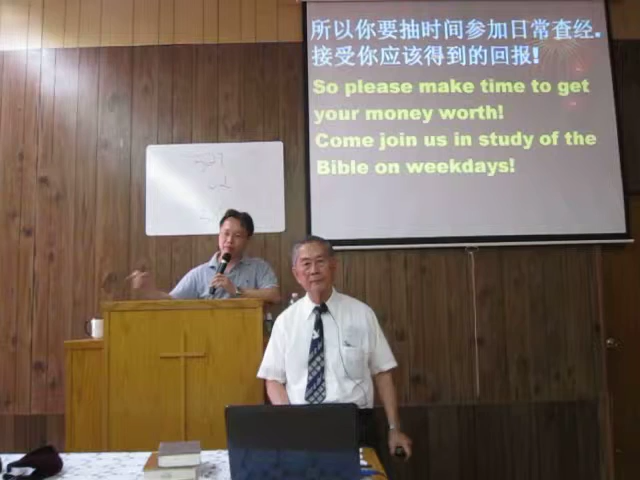 所以你要抽时间参加日常查经.
接受你应该得到的回报!
So please make time to get
your money worth!
Come join us in study of the
Bible on weekdays!